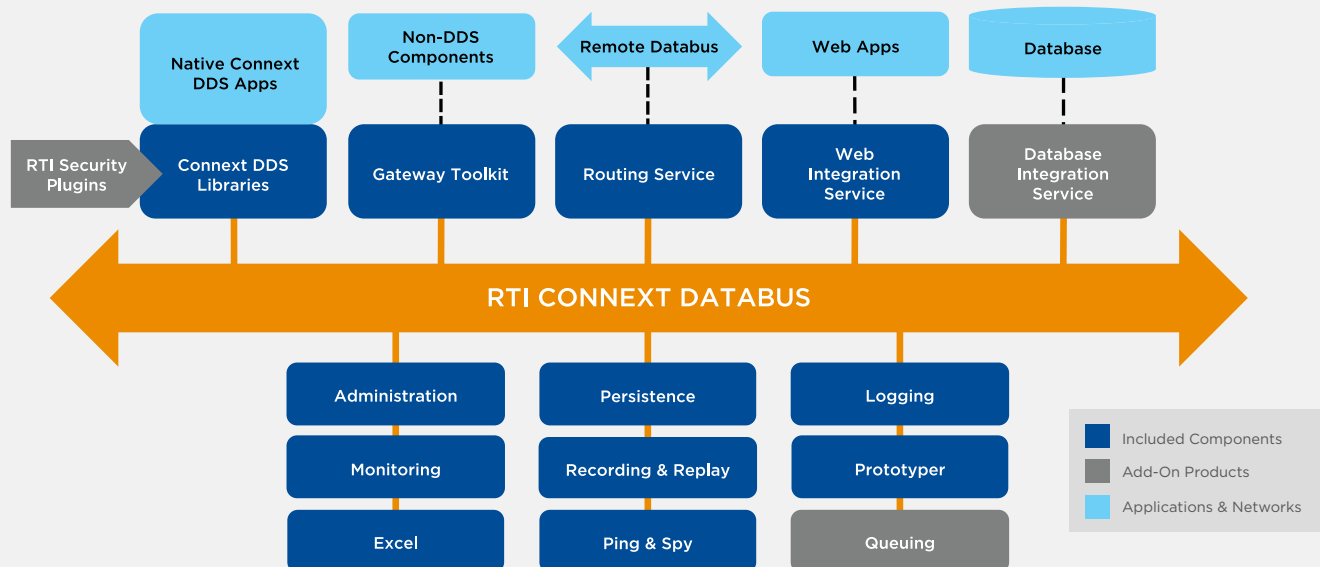 Native Connext
DDS Apps
Non-DDS
Components
Remote Databus
Web Apps
Database
RTI Security
Plugins
Connext DDS
Libraries
Gateway Toolkit
Routing Service
Web
Integration
Service
Database
Integration
Service
RTI CONNEXT DATABUS
Administration
Persistence
Logging
Monitoring
Recording & Replay
Prototyper
Excel
Ping & Spy
Queuing
Included Components
Add-On Products
Applications & Networks